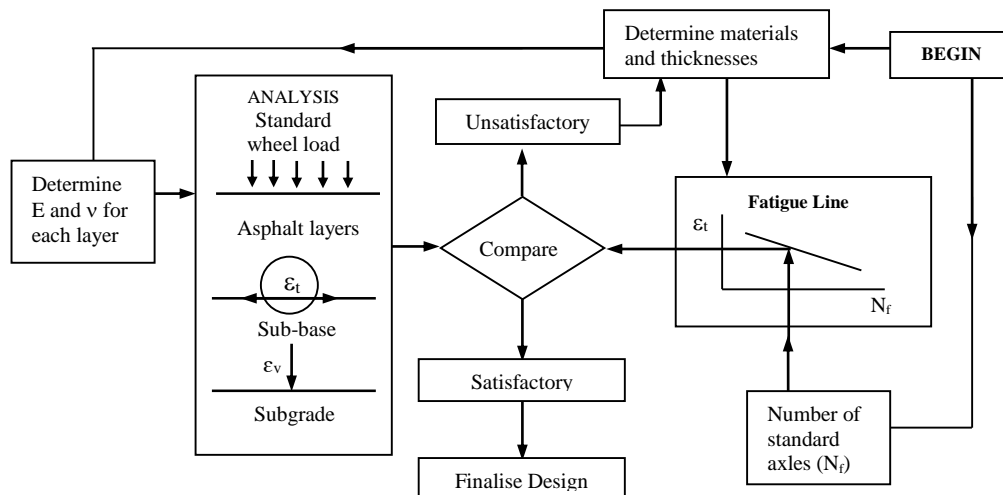 Determine materials
and thicknesses
BEGIN
ANALYSIS
Standard
wheel load
Unsatisfactory
Determine
E and ν for
each layer
Fatigue Line
εt
Nf
Asphalt layers
Compare
εt
Sub-base
εv
Subgrade
Satisfactory
Number of
standard
axles (Nf)
Finalise Design